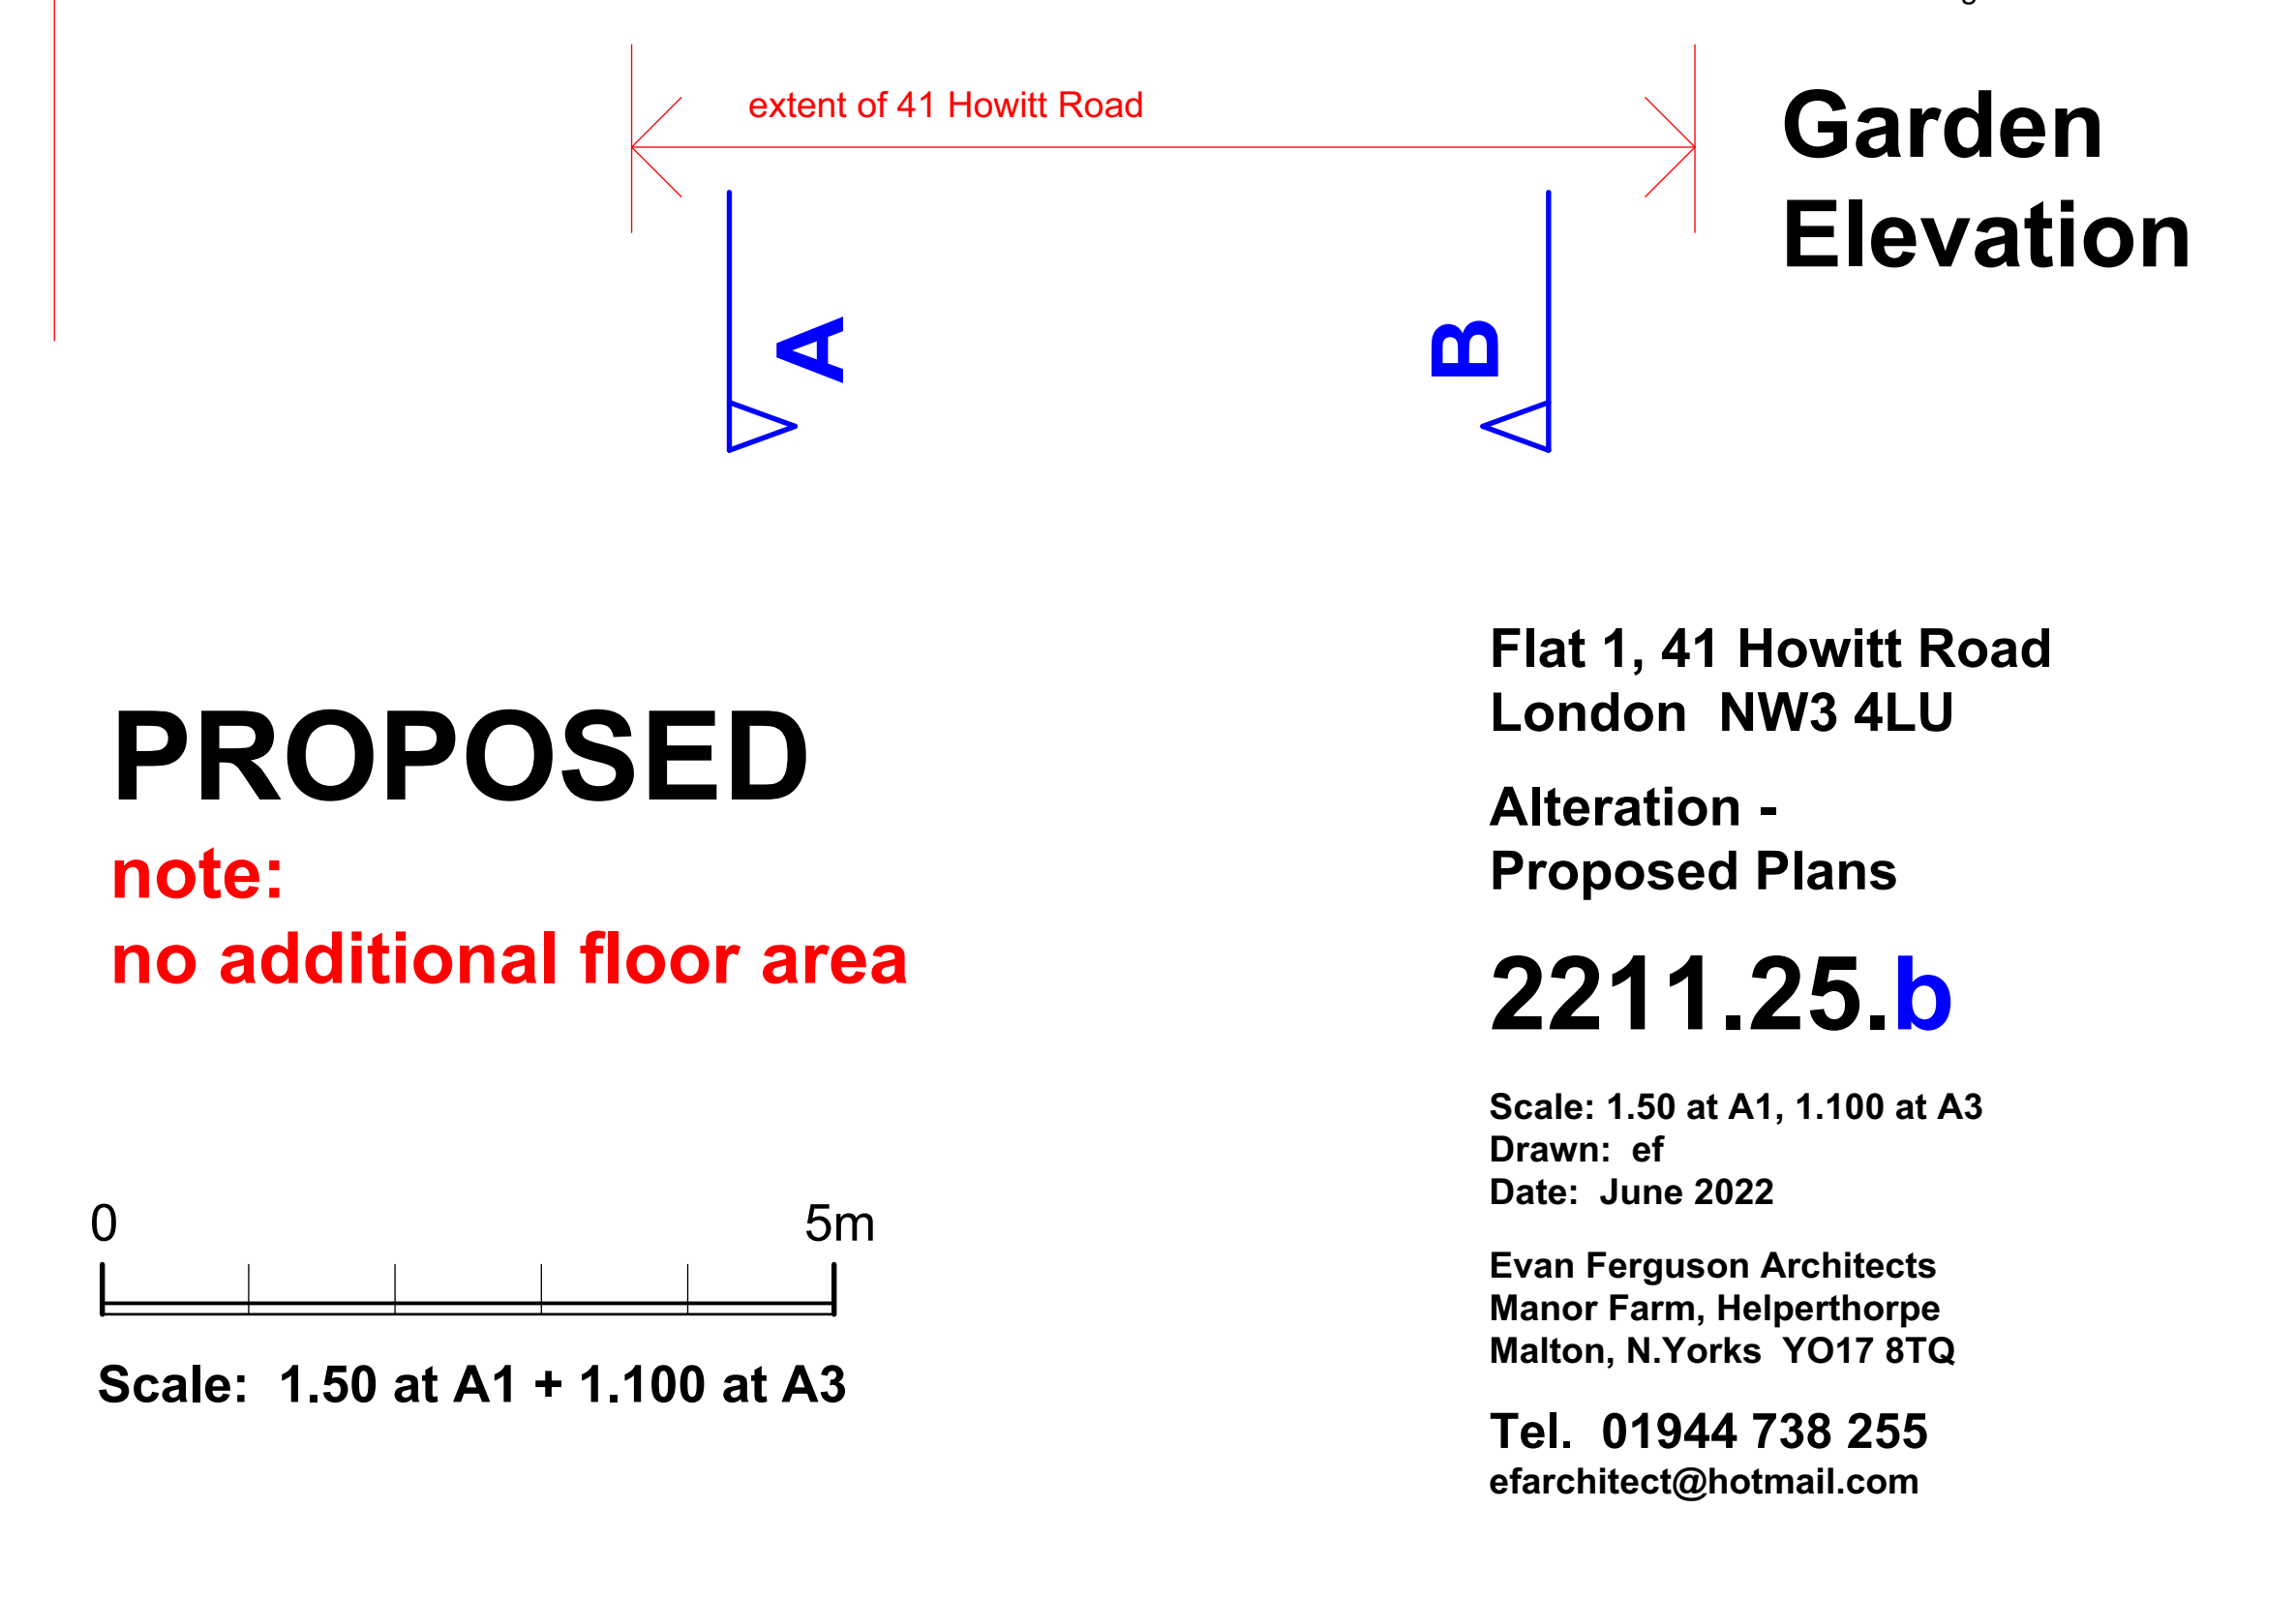 extent of 41 Howitt Road
Garden
Elevation
A
B
Flat 1, 41 Howitt Road
London  NW3 4LU
Alteration -
Proposed Plans
2211.25.b
PROPOSED
note:
no additional floor area
Scale: 1.50 at A1, 1.100 at A3
Drawn:  ef
Date:  June 2022
0
5m
Scale:  1.50 at A1 + 1.100 at A3
Evan Ferguson Architects
Manor Farm, Helperthorpe
Malton, N.Yorks  YO17 8TQ
Tel.  01944 738 255
efarchitect@hotmail.com